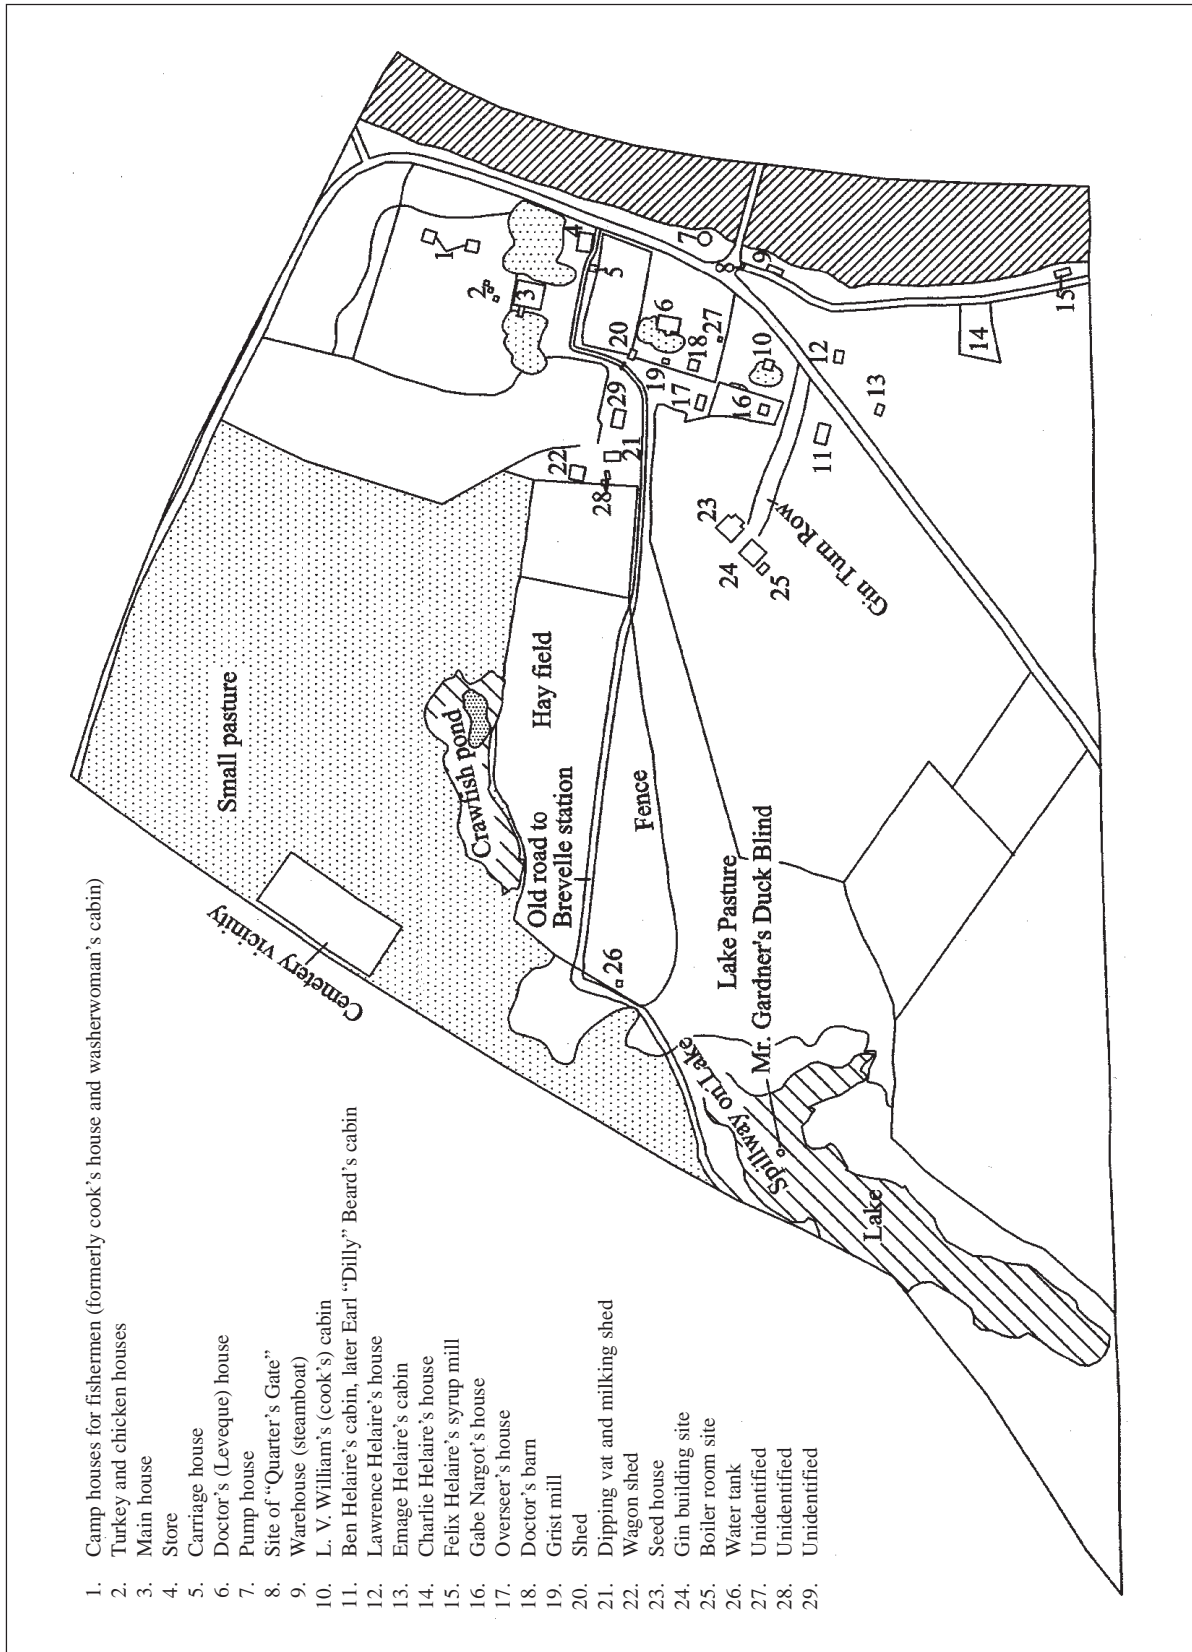 1. Camp houses for fishermen (formerly cook's house and washerwoman's cabin)
2. Turkey and chicken houses
3. Main house
4. Store
5. Carriage house
6. Doctor's (Leveque) house
7. Pump house
8. Site of “Quarter's Gate”
9. Warehouse (steamboat)
10. L. V. William's (cook's) cabin
11. Ben Helaire's cabin, later Earl “Dilly” Beard's cabin
12. Lawrence Helaire's house
13. Emage Helaire's cabin
14. Charlie Helaire's house
15. Felix Helaire's syrup mill
16. Gabe Nargot's house
17. Overseer's house
18. Doctor's barn
19. Grist mill
20. Shed
21. Dipping vat and milking shed
22. Wagon shed
23. Seed house
24. Gin building site
25. Boiler room site
26. Water tank
27. Unidentified
28. Unidentified
29. Unidentified
Small pasture
Cemetery vicinity
Crawfish pond
Hay field
Old road to
Brevelle station
Fence
Lake Pasture
Mr. Gardner's Duck Blind
Spillway on Lake
Lake
Gin Turn Row
1
2
3
4
5
6
7
8
9
10
11
12
13
14
15
16
17
18
19
20
21
22
23
24
25
26
27
28
29